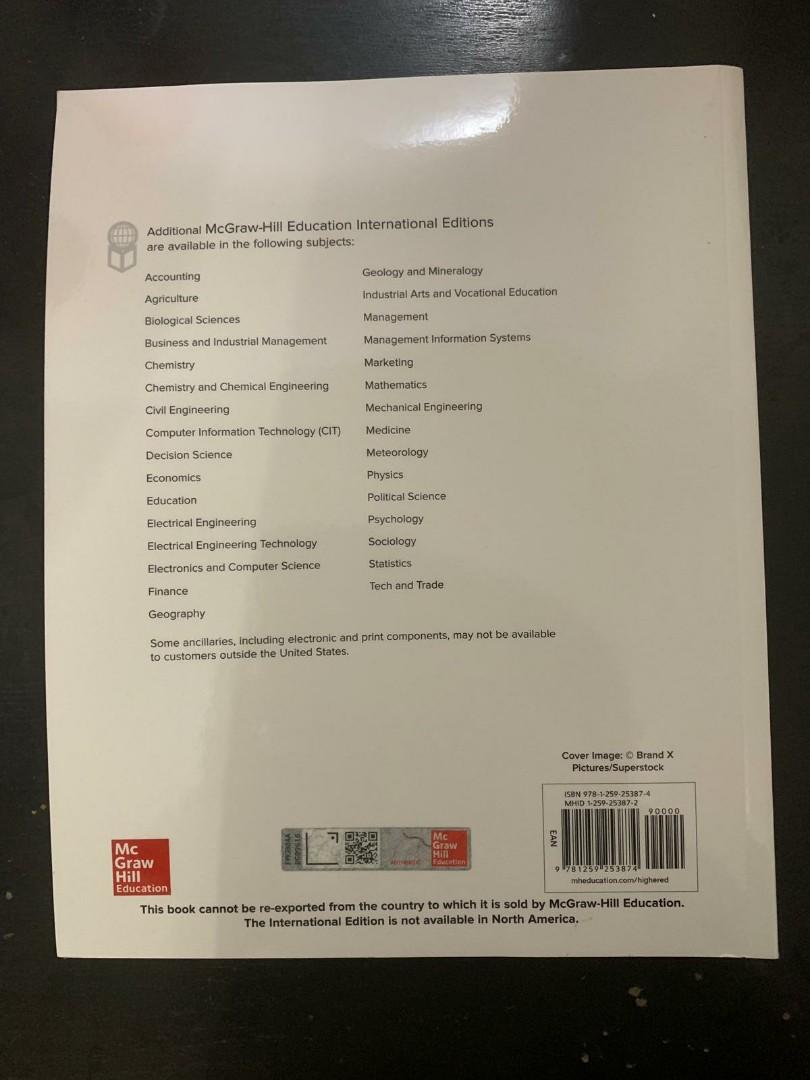 Additional McGraw-Hill Education International Editions
are available in the following subjects:
Accounting
Agriculture
Biological Sciences
Business and Industrial Management
Chemistry
Chemistry and Chemical Engineering
Civil Engineering
Computer Information Technology (CIT)
Decision Science
Economics
Education
Electrical Engineering
Electrical Engineering Technology
Electronics and Computer Science
Finance
Geography
Geology and Mineralogy
Industrial Arts and Vocational Education
Management
Management Information Systems
Marketing
Mathematics
Mechanical Engineering
Medicine
Meteorology
Physics
Political Science
Psychology
Sociology
Statistics
Tech and Trade
Some ancillaries, including electronic and print components, may not be available
to customers outside the United States.
Cover Image: © Brand X
Pictures/Superstock
ISBN 978-1-259-25387-4
MHID 1-259-25387-2
90000
EAN
9 781259 253874
mheducation.com/highered
Mc
Graw
Hill
Education
Mc
Graw
Hill
Education
This book cannot be re-exported from the country to which it is sold by McGraw-Hill Education.
The International Edition is not available in North America.